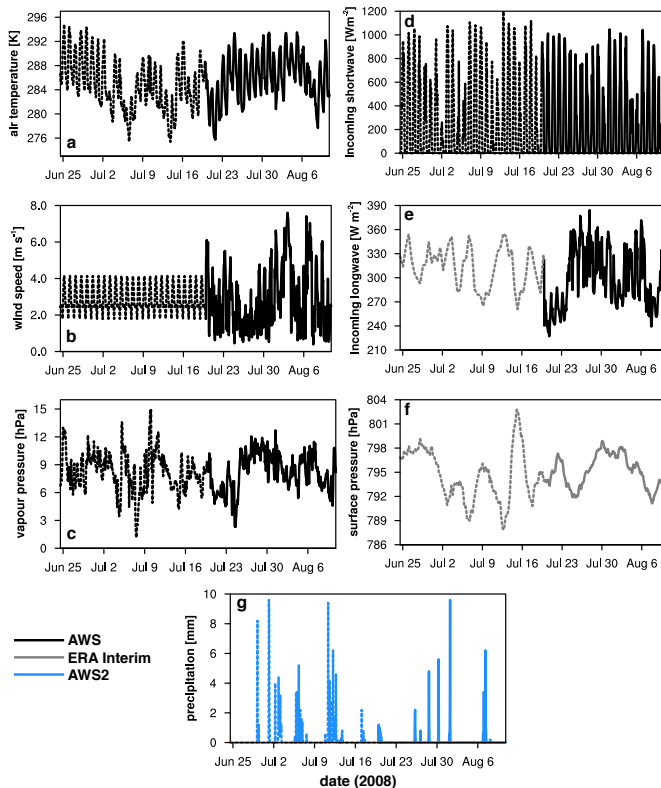 air temperature [K]
296
292
288
284
280
276
a
Jun 25 Jul 2 Jul 9 Jul 16 Jul 23 Jul 30 Aug 6
Incoming shortwave [Wm-2]
1200
1000
800
600
400
200
0
d
Jun 25 Jul 2 Jul 9 Jul 16 Jul 23 Jul 30 Aug 6
wind speed [m s-1]
8.0
6.0
4.0
2.0
0.0
b
Jun 25 Jul 2 Jul 9 Jul 16 Jul 23 Jul 30 Aug 6
Incoming longwave [W m-2]
390
360
330
300
270
240
210
e
Jun 25 Jul 2 Jul 9 Jul 16 Jul 23 Jul 30 Aug 6
vapour pressure [hPa]
15
12
9
6
3
0
c
Jun 25 Jul 2 Jul 9 Jul 16 Jul 23 Jul 30 Aug 6
surface pressure [hPa]
804
801
798
795
792
789
786
f
Jun 25 Jul 2 Jul 9 Jul 16 Jul 23 Jul 30 Aug 6
AWS
ERA Interim
AWS2
precipitation [mm]
10
8
6
4
2
0
g
Jun 25 Jul 2 Jul 9 Jul 16 Jul 23 Jul 30 Aug 6
date (2008)